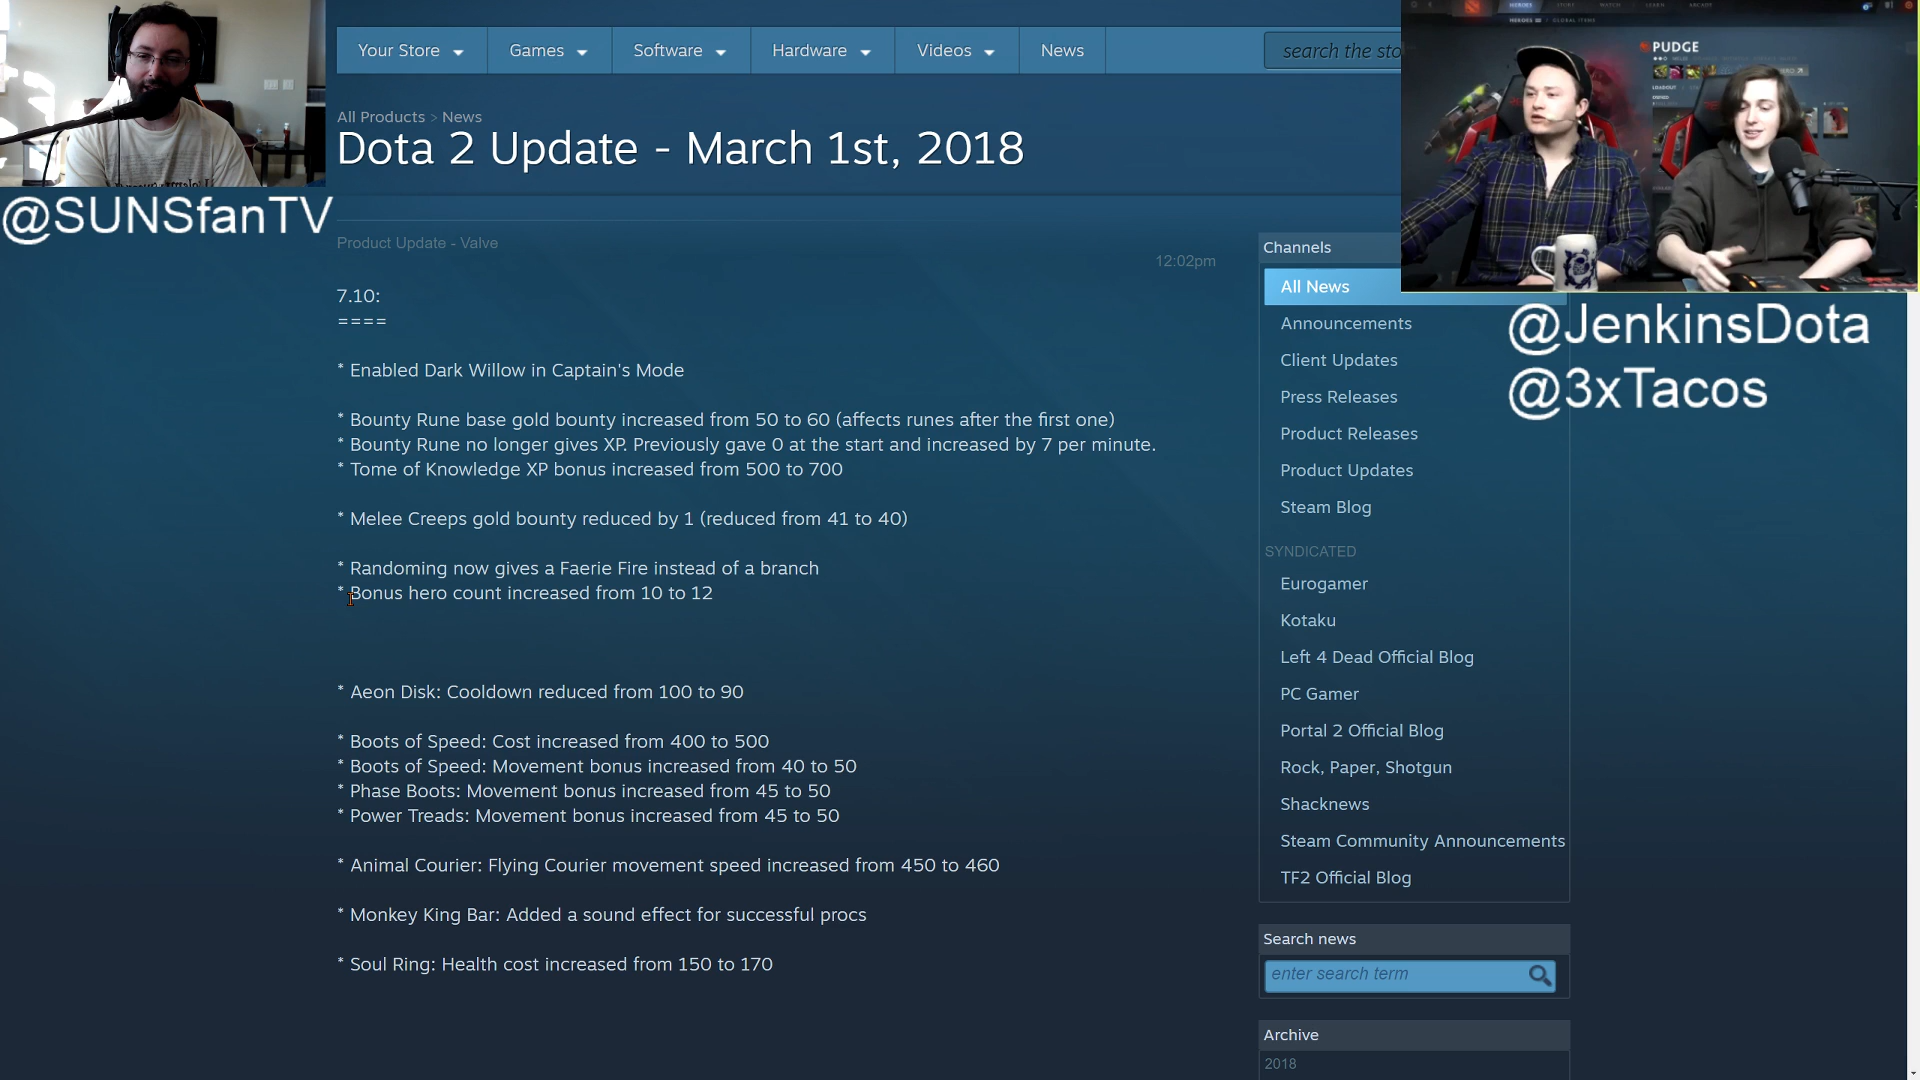 Your Store
Games
Software
Hardware
Videos
News
search the sto
All Products > News
Dota 2 Update - March 1st, 2018
PUDGE
@SUNSfanTV
Product Update - Valve
12:02pm
7.10:
====
* Enabled Dark Willow in Captain's Mode
* Bounty Rune base gold bounty increased from 50 to 60 (affects runes after the first one)
* Bounty Rune no longer gives XP. Previously gave 0 at the start and increased by 7 per minute.
* Tome of Knowledge XP bonus increased from 500 to 700
* Melee Creeps gold bounty reduced by 1 (reduced from 41 to 40)
* Randoming now gives a Faerie Fire instead of a branch
* Bonus hero count increased from 10 to 12
* Aeon Disk: Cooldown reduced from 100 to 90
* Boots of Speed: Cost increased from 400 to 500
* Boots of Speed: Movement bonus increased from 40 to 50
* Phase Boots: Movement bonus increased from 45 to 50
* Power Treads: Movement bonus increased from 45 to 50
* Animal Courier: Flying Courier movement speed increased from 450 to 460
* Monkey King Bar: Added a sound effect for successful procs
* Soul Ring: Health cost increased from 150 to 170
Channels
All News
Announcements
Client Updates
Press Releases
Product Releases
Product Updates
Steam Blog
SYNDICATED
Eurogamer
Kotaku
Left 4 Dead Official Blog
PC Gamer
Portal 2 Official Blog
Rock, Paper, Shotgun
Shacknews
Steam Community Announcements
TF2 Official Blog
Search news
enter search term
Archive
2018
@JenkinsDota
@3xTacos